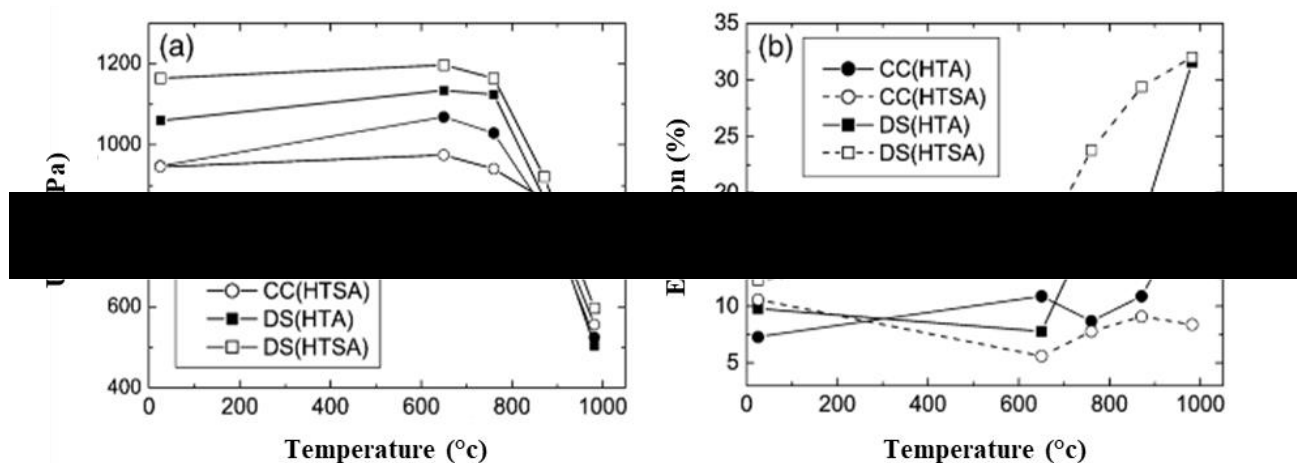 (a)
1200
1000
Pa)
600
400
CC(HTSA)
DS(HTA)
DS(HTSA)
0 200 400 600 800 1000
Temperature (°c)
(b)
35
30
25
20
10
5
on (%)
E
CC(HTA)
CC(HTSA)
DS(HTA)
DS(HTSA)
0 200 400 600 800 1000
Temperature (°c)